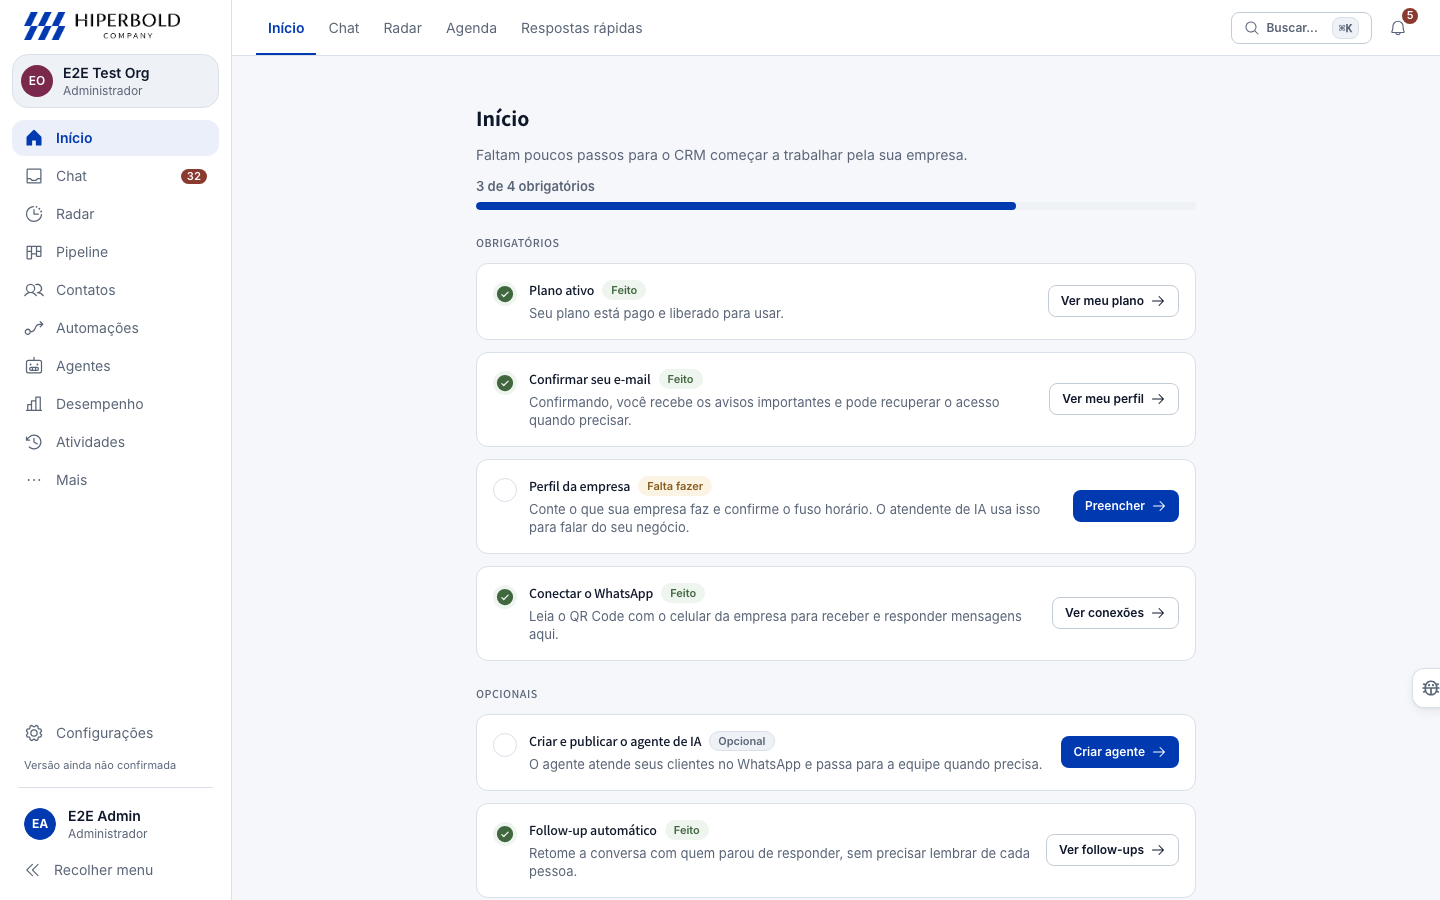 HIPERBOLD
COMPANY
EO
E2E Test Org
Administrador
Início
Chat
32
Radar
Pipeline
Contatos
Automações
Agentes
Desempenho
Atividades
Mais
Configurações
Versão ainda não confirmada
EA
E2E Admin
Administrador
Recolher menu
Início
Chat
Radar
Agenda
Respostas rápidas
Buscar...
⌘K
5
Início
Faltam poucos passos para o CRM começar a trabalhar pela sua empresa.
3 de 4 obrigatórios
OBRIGATÓRIOS
Plano ativo
Feito
Seu plano está pago e liberado para usar.
Ver meu plano
Confirmar seu e-mail
Feito
Confirmando, você recebe os avisos importantes e pode recuperar o acesso
quando precisar.
Ver meu perfil
Perfil da empresa
Falta fazer
Conte o que sua empresa faz e confirme o fuso horário. O atendente de IA usa isso
para falar do seu negócio.
Preencher
Conectar o WhatsApp
Feito
Leia o QR Code com o celular da empresa para receber e responder mensagens
aqui.
Ver conexões
OPCIONAIS
Criar e publicar o agente de IA
Opcional
O agente atende seus clientes no WhatsApp e passa para a equipe quando precisa.
Criar agente
Follow-up automático
Feito
Retome a conversa com quem parou de responder, sem precisar lembrar de cada
pessoa.
Ver follow-ups